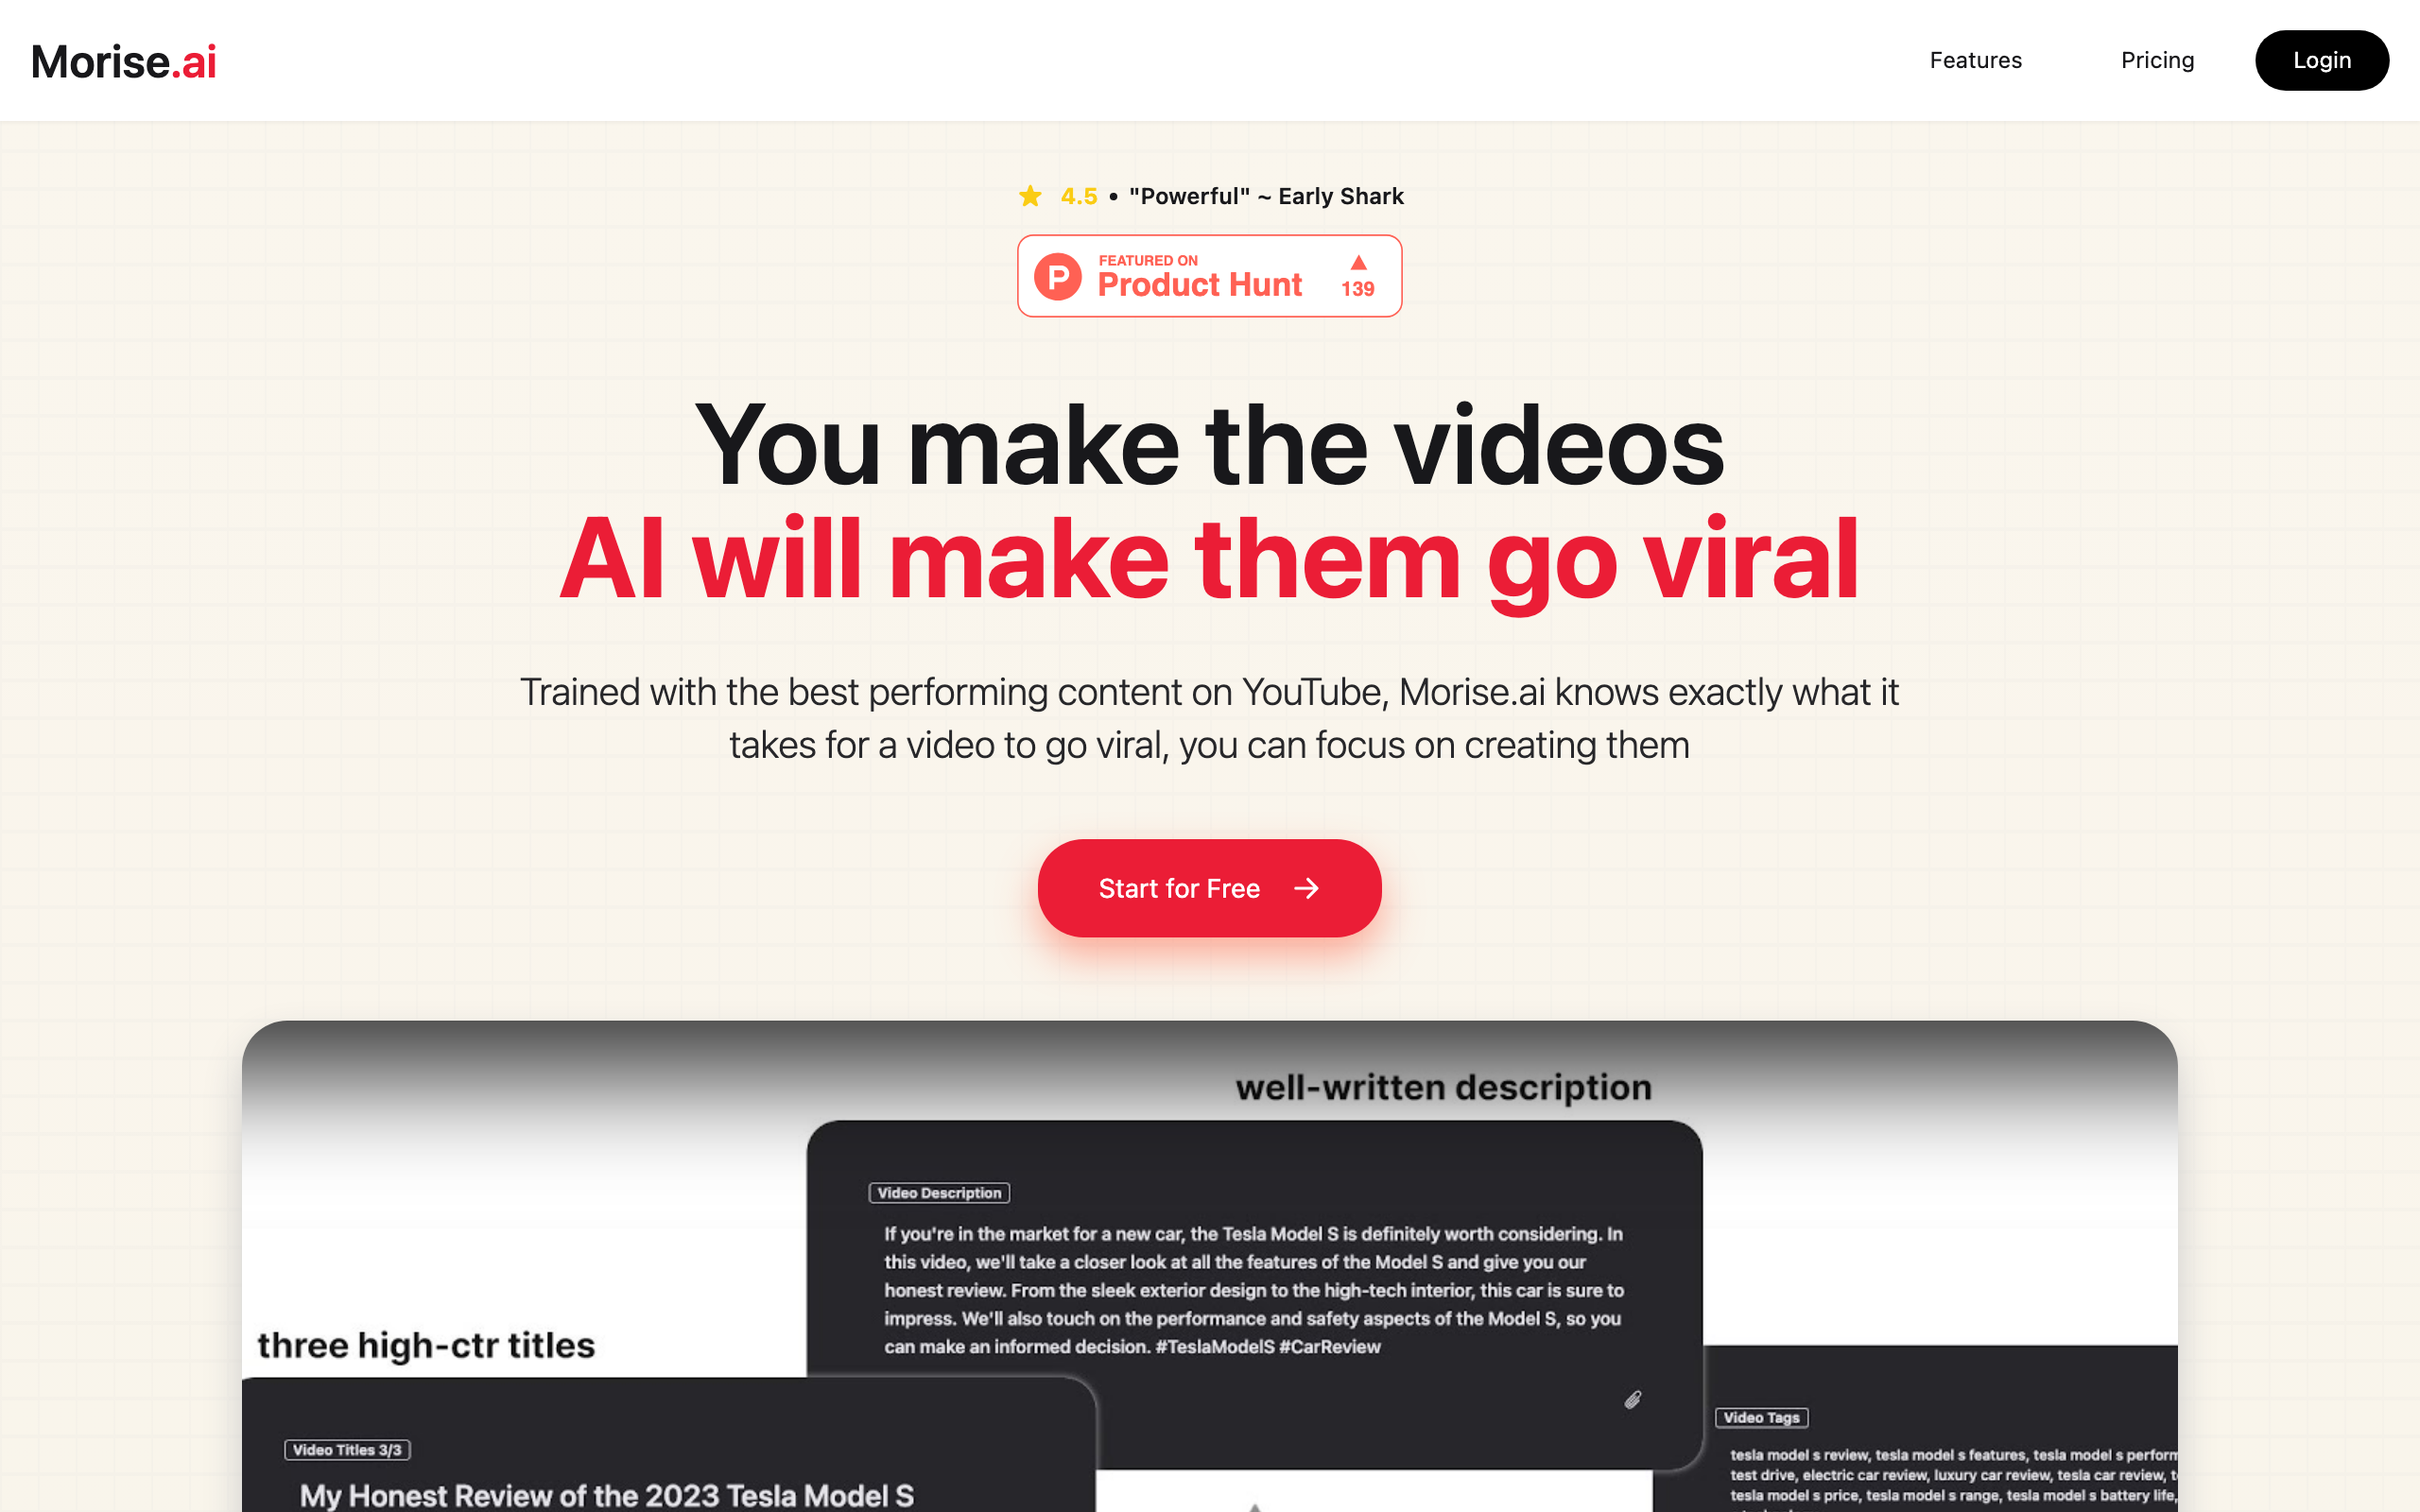 Morise.ai
Features
Pricing
Login
4.5 • "Powerful" ~ Early Shark
FEATURED ON
Product Hunt
139
You make the videos
AI will make them go viral
Trained with the best performing content on YouTube, Morise.ai knows exactly what it
takes for a video to go viral, you can focus on creating them
Start for Free
well-written description
Video Description
If you're in the market for a new car, the Tesla Model S is definitely worth considering. In
this video, we'll take a closer look at all the features of the Model S and give you our
honest review. From the sleek exterior design to the high-tech interior, this car is sure to
impress. We'll also touch on the performance and safety aspects of the Model S, so you
can make an informed decision. #TeslaModelS #CarReview
three high-ctr titles
Video Titles 3/3
My Honest Review of the 2023 Tesla Model S
Video Tags
tesla model s review, tesla model s features, tesla model s
test drive, electric car review, luxury car review, tesla car review,
tesla model s price, tesla model s range, tesla model s battery life,